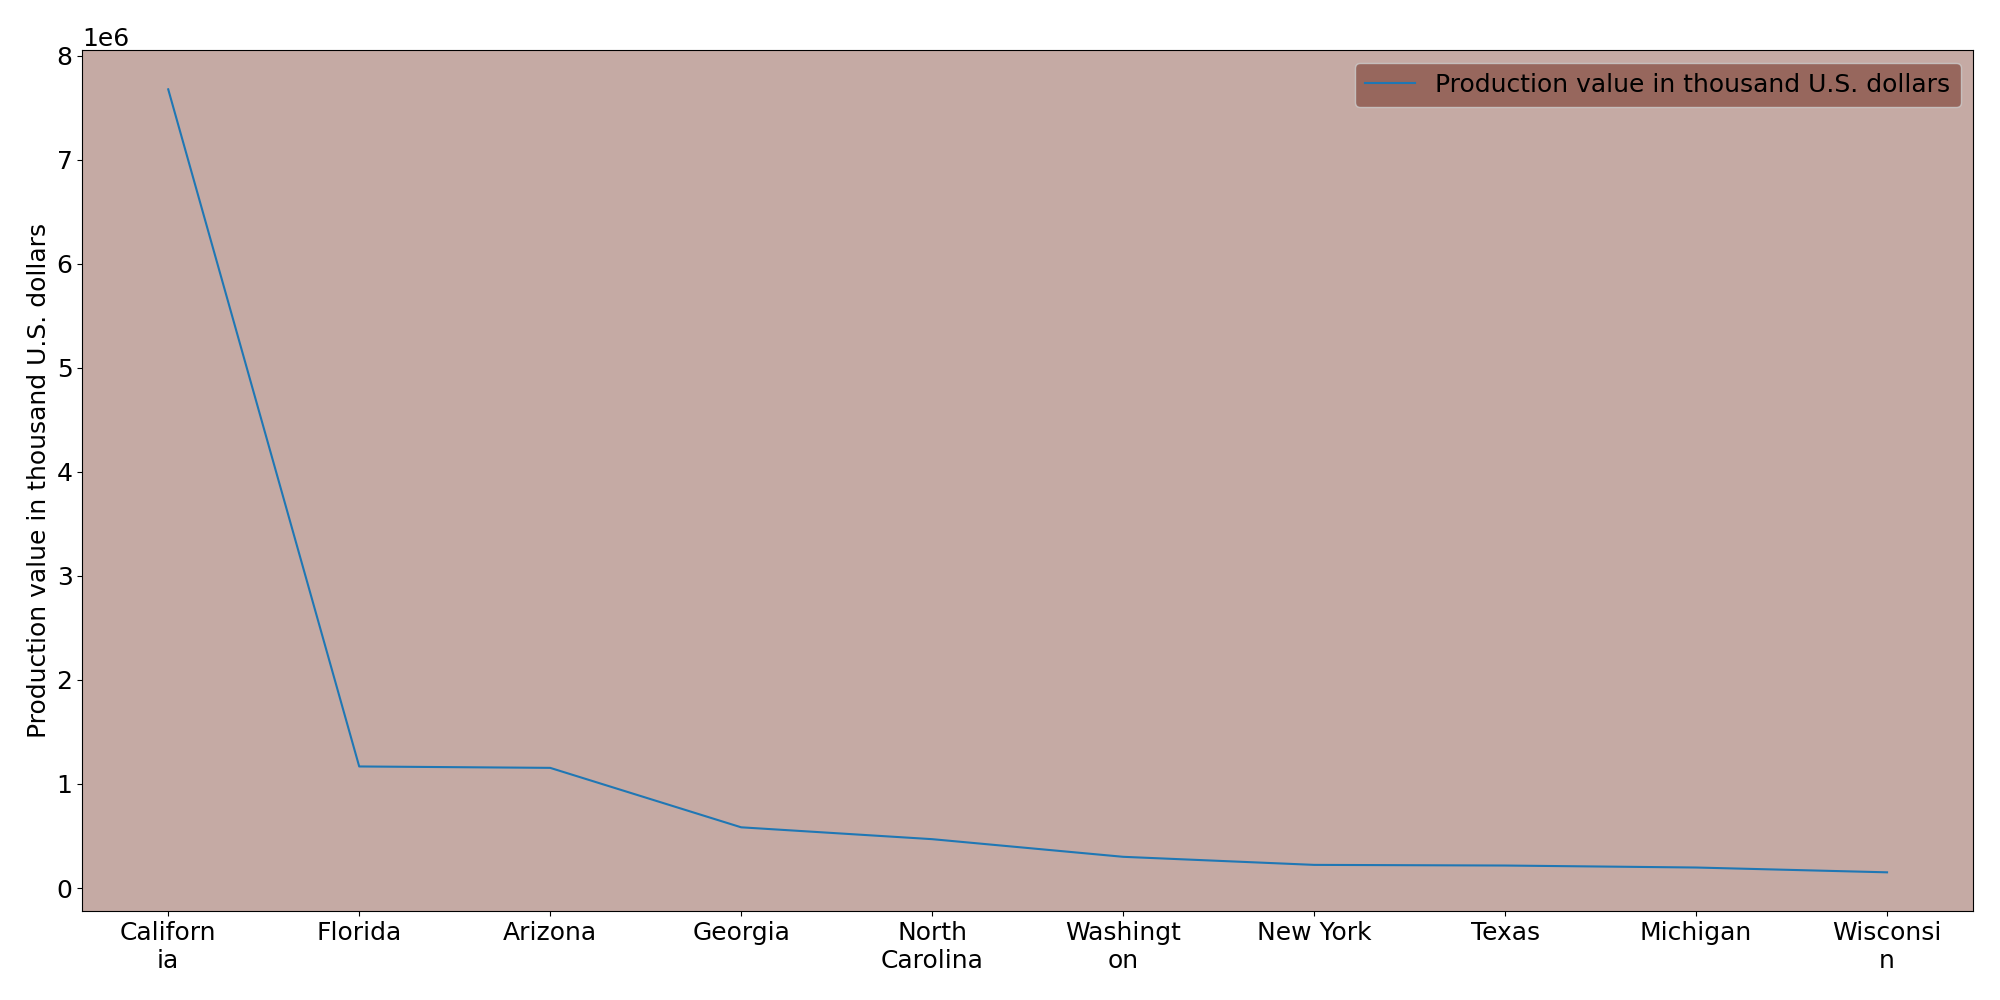 1e6
8
7
6
5
4
3
2
1
0
Production value in thousand U.S. dollars
Production value in thousand U.S. dollars
Californ
ia
Florida
Arizona
Georgia
North
Carolina
Washingt
on
New York
Texas
Michigan
Wisconsi
n